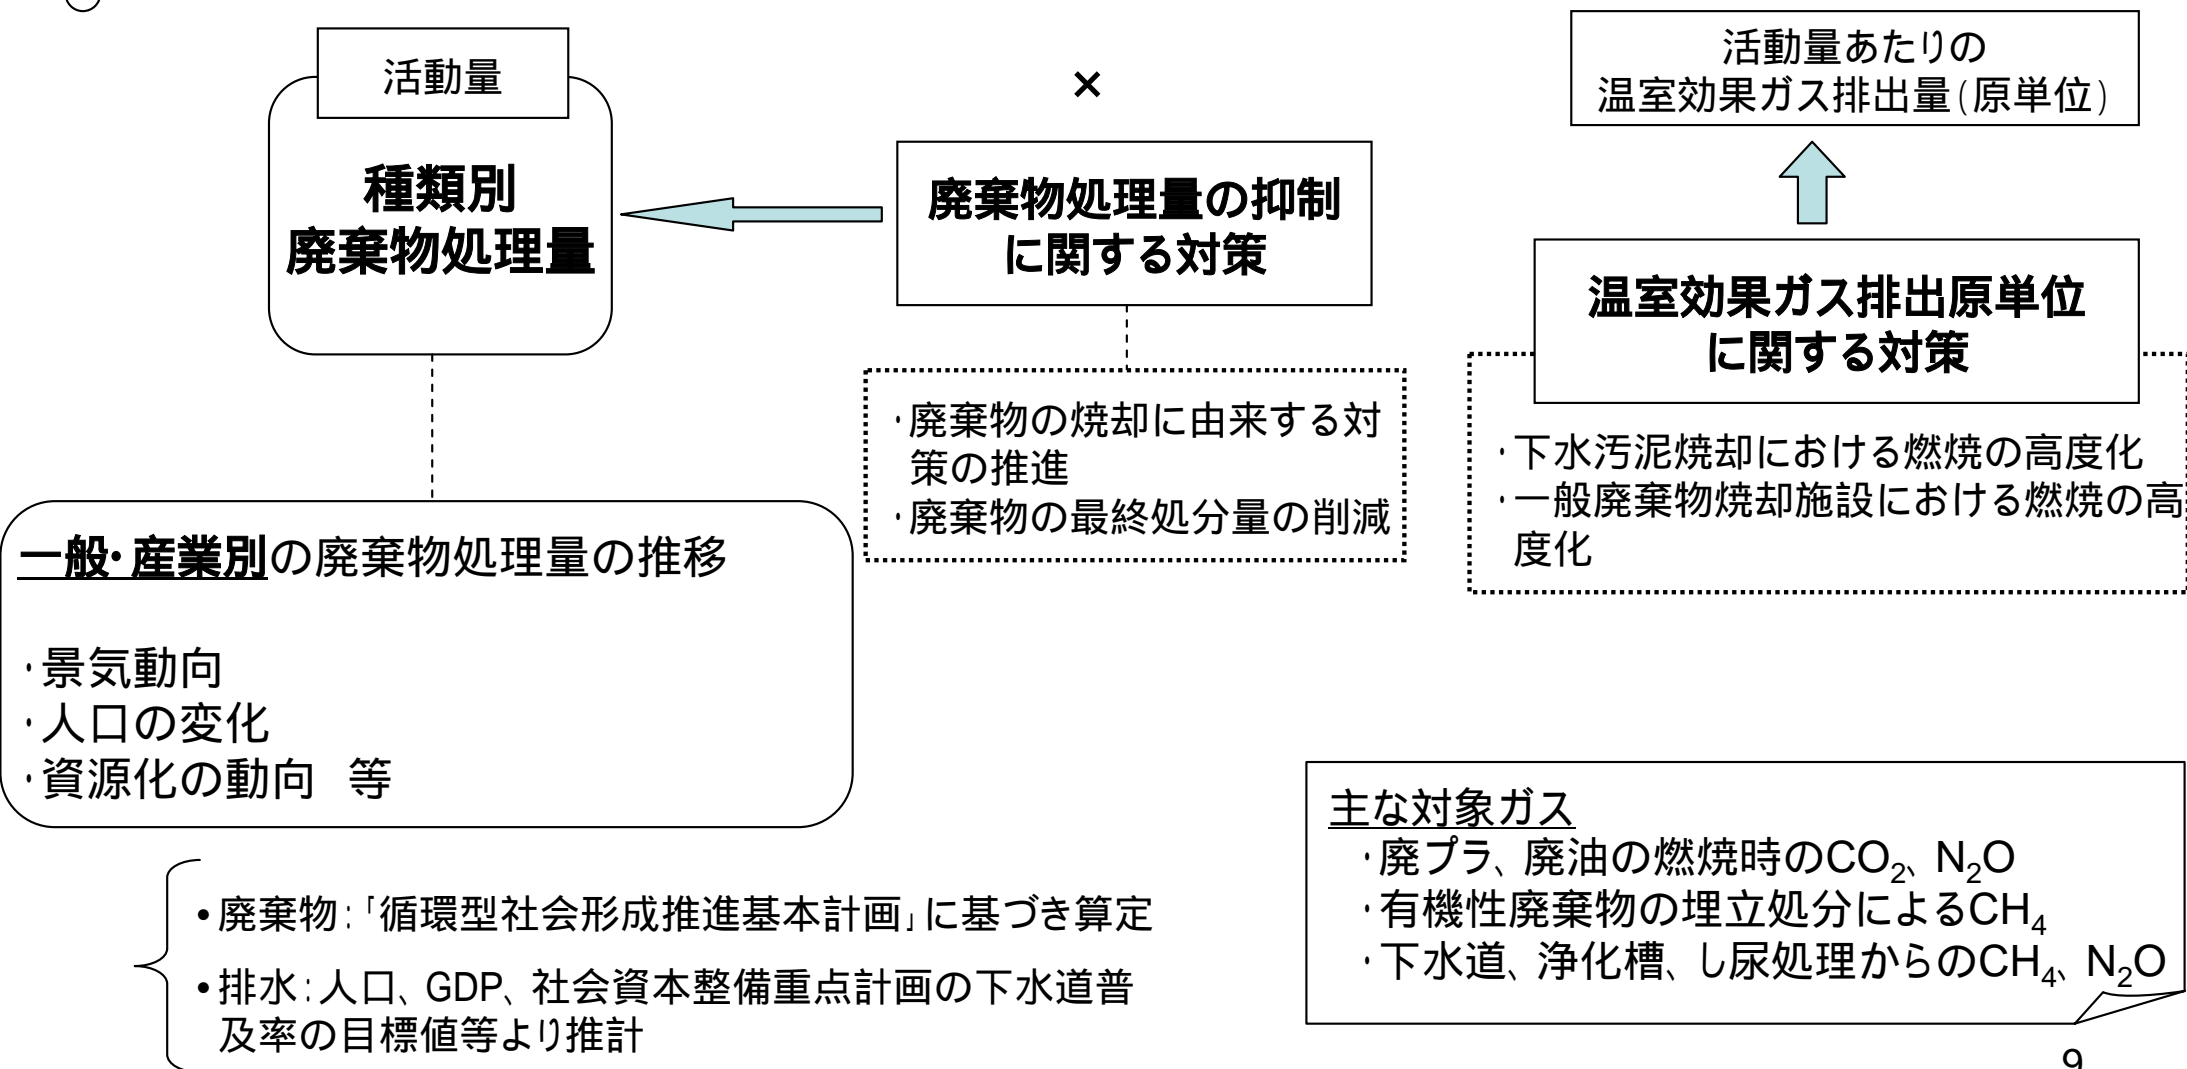 活動量
種類別
廃棄物処理量
×
活動量あたりの
温室効果ガス排出量(原単位)
廃棄物処理量の抑制
に関する対策
温室効果ガス排出原単位
に関する対策
・廃棄物の焼却に由来する対
策の推進
・廃棄物の最終処分量の削減
・下水汚泥焼却における燃焼の高度化
・一般廃棄物焼却施設における燃焼の高
度化
一般・産業別の廃棄物処理量の推移
・景気動向
・人口の変化
・資源化の動向　等
•廃棄物:「循環型社会形成推進基本計画」に基づき算定
•排水:人口、GDP、社会資本整備重点計画の下水道普
及率の目標値等より推計
主な対象ガス
・廃プラ、廃油の燃焼時のCO₂、N₂O
・有機性廃棄物の埋立処分によるCH₄
・下水道、浄化槽、し尿処理からのCH₄、N₂O
9